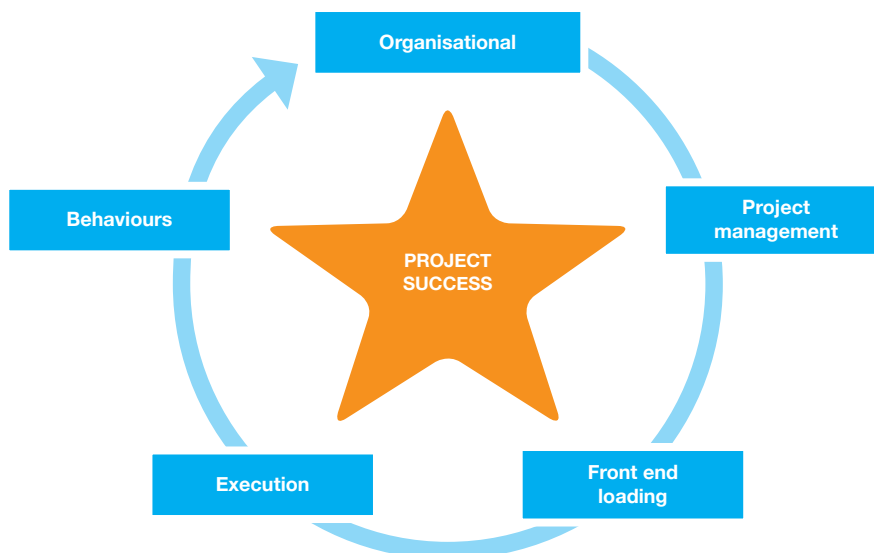 Organisational
Project
management
Behaviours
PROJECT
SUCCESS
Front end
loading
Execution